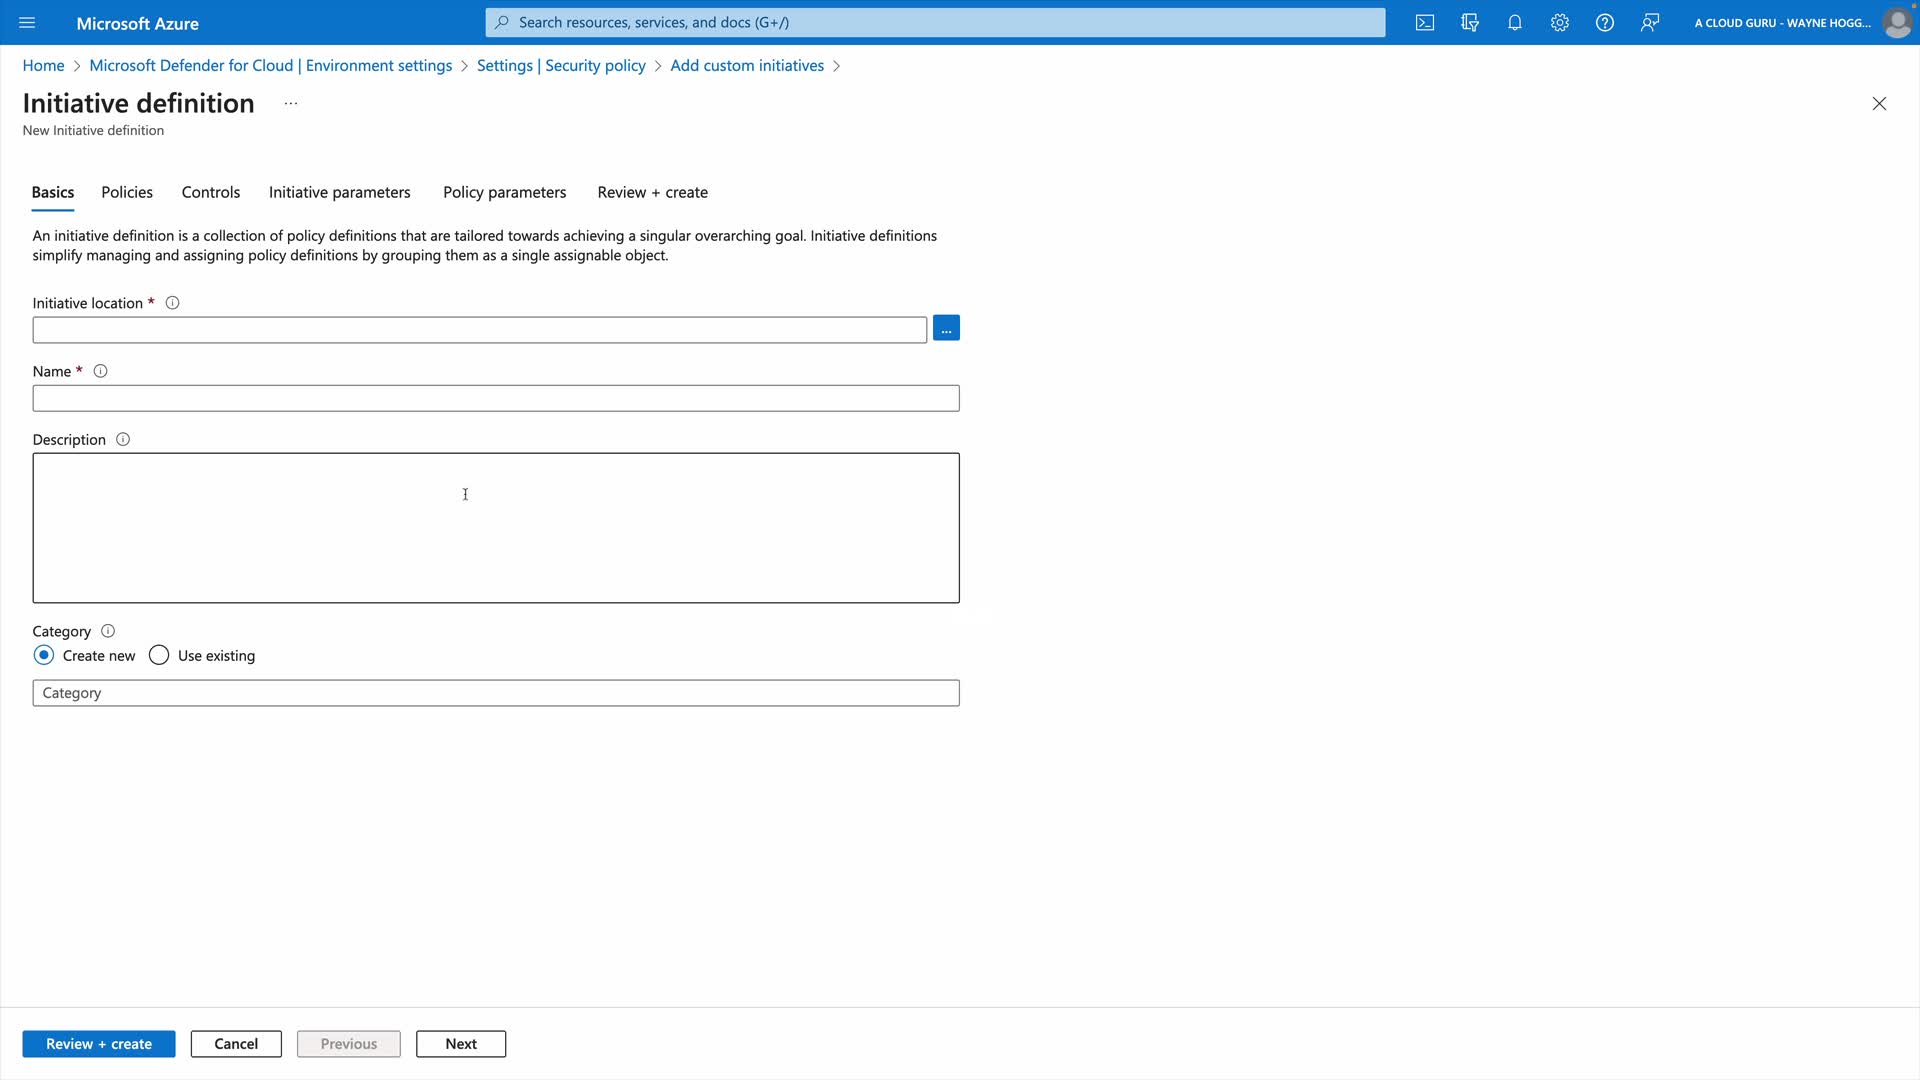 Microsoft Azure
Search resources, services, and docs (G+/)
A CLOUD GURU - WAYNE HOGG...
Home > Microsoft Defender for Cloud | Environment settings > Settings | Security policy > Add custom initiatives >
Initiative definition ...
New Initiative definition
Basics Policies Controls Initiative parameters Policy parameters Review + create
An initiative definition is a collection of policy definitions that are tailored towards achieving a singular overarching goal. Initiative definitions
simplify managing and assigning policy definitions by grouping them as a single assignable object.
Initiative location *
...
Name *
Description
Category
Create new Use existing
Category
Review + create Cancel Previous Next